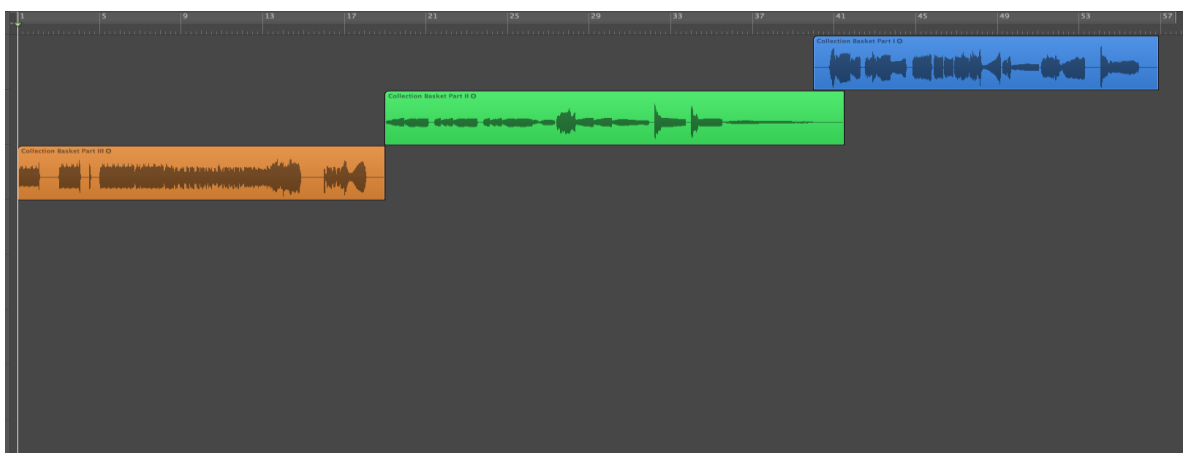 1 5 9 13 17 21 25 29 33 37 41 45 49 53 57
Collection Basket Part I
Collection Basket Part II
Collection Basket Part III